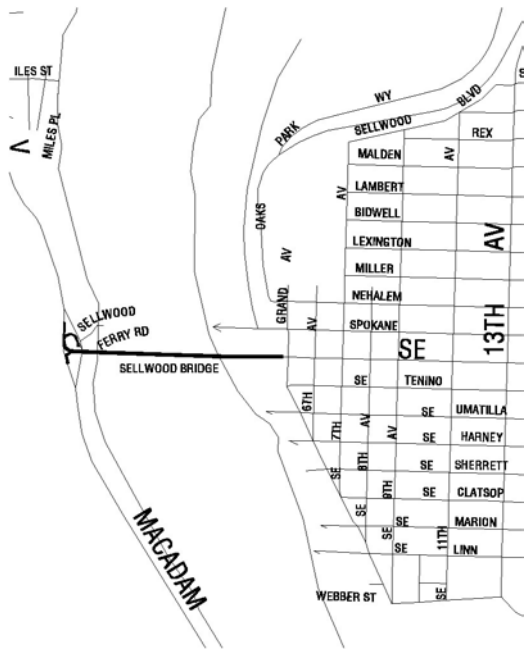 ILES ST
MILES PL
V
PARK
WY
SELLWOOD
BLVD
S
REX
AV
MALDEN
AV
LAMBERT
BIDWELL
OAKS
LEXINGTON
AV
AV
MILLER
13TH
GRAND
NEHALEM
AV
SPOKANE
SE
SELLWOOD
FERRY RD
SELLWOOD BRIDGE
SE TENINO
6TH
SE UMATILLA
7TH
AV
AV
SE HARNEY
8TH
SE
SE SHERRETT
9TH
SE CLATSOP
SE
SE MARION
SE
11TH
SE LINN
MACADAM
WEBBER ST
SE